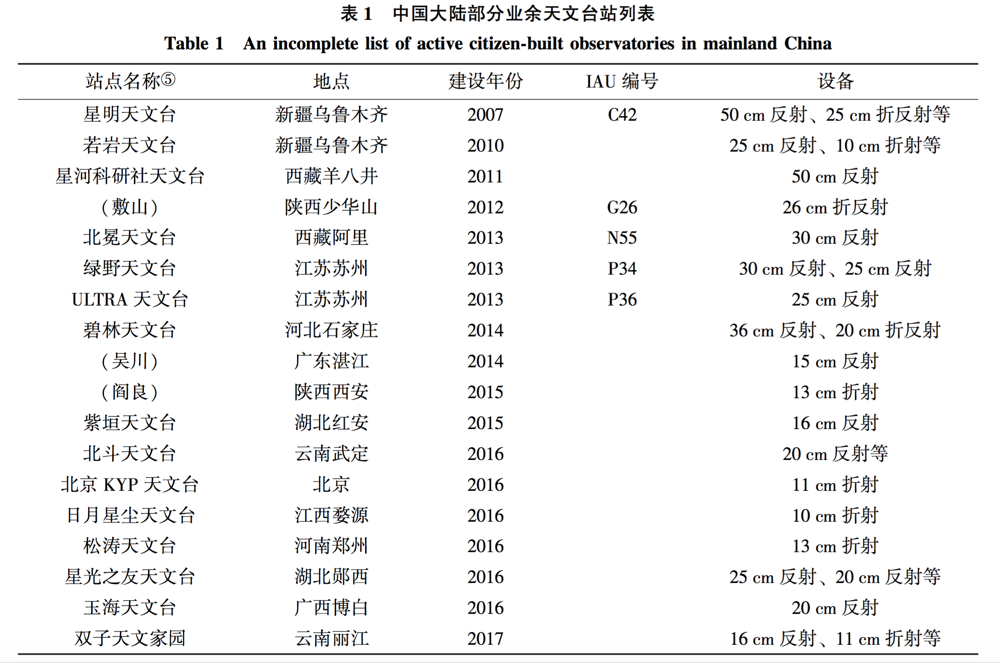 表 1 中国大陆部分业余天文台站列表
Table 1 An incomplete list of active citizen-built observatories in mainland China
站点名称⑤ 地点 建设年份 IAU 编号 设备
星明天文台 新疆乌鲁木齐 2007 C42 50 cm 反射、25 cm 折反射等
若岩天文台 新疆乌鲁木齐 2010 25 cm 反射、10 cm 折射等
星河科研社天文台 西藏羊八井 2011 50 cm 反射
(敷山) 陕西少华山 2012 G26 26 cm 折反射
北冕天文台 西藏阿里 2013 N55 30 cm 反射
绿野天文台 江苏苏州 2013 P34 30 cm 反射、25 cm 反射
ULTRA 天文台 江苏苏州 2013 P36 25 cm 反射
碧林天文台 河北石家庄 2014 36 cm 反射、20 cm 折反射
(吴川) 广东湛江 2014 15 cm 反射
(阎良) 陕西西安 2015 13 cm 折射
紫垣天文台 湖北红安 2015 16 cm 反射
北斗天文台 云南武定 2016 20 cm 反射等
北京 KYP 天文台 北京 2016 11 cm 折射
日月星尘天文台 江西婺源 2016 10 cm 折射
松涛天文台 河南郑州 2016 13 cm 折射
星光之友天文台 湖北郧西 2016 25 cm 反射、20 cm 反射等
玉海天文台 广西博白 2016 20 cm 反射
双子天文家园 云南丽江 2017 16 cm 反射、11 cm 折射等